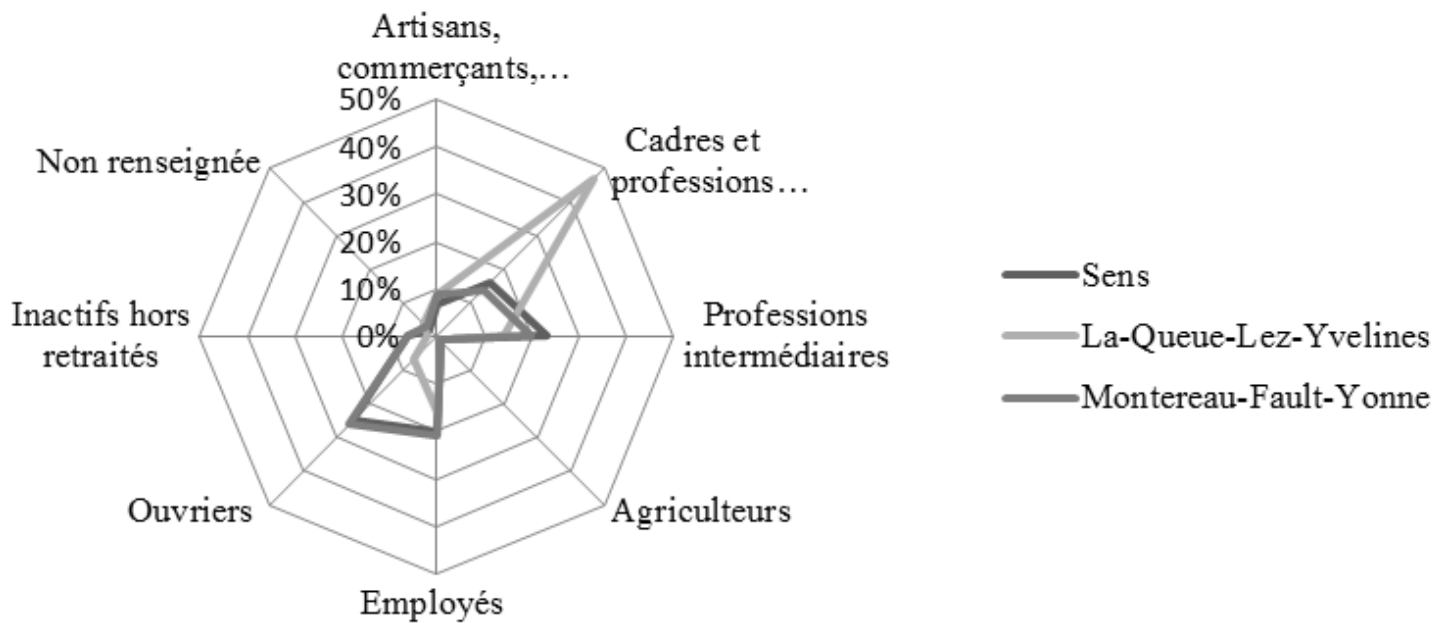 Artisans,
commerçants,…
50%
40%
30%
20%
10%
0%
Cadres et
professions…
Professions
intermédiaires
Agriculteurs
Employés
Ouvriers
Inactifs hors
retraités
Non renseignée
Sens
La-Queue-Lez-Yvelines
Montereau-Fault-Yonne